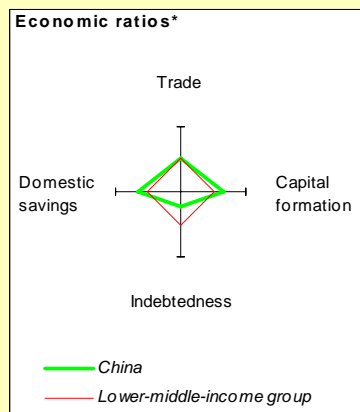 Economic ratios*
Trade
Domestic
savings
Capital
formation
Indebtedness
China
Lower-middle-income group